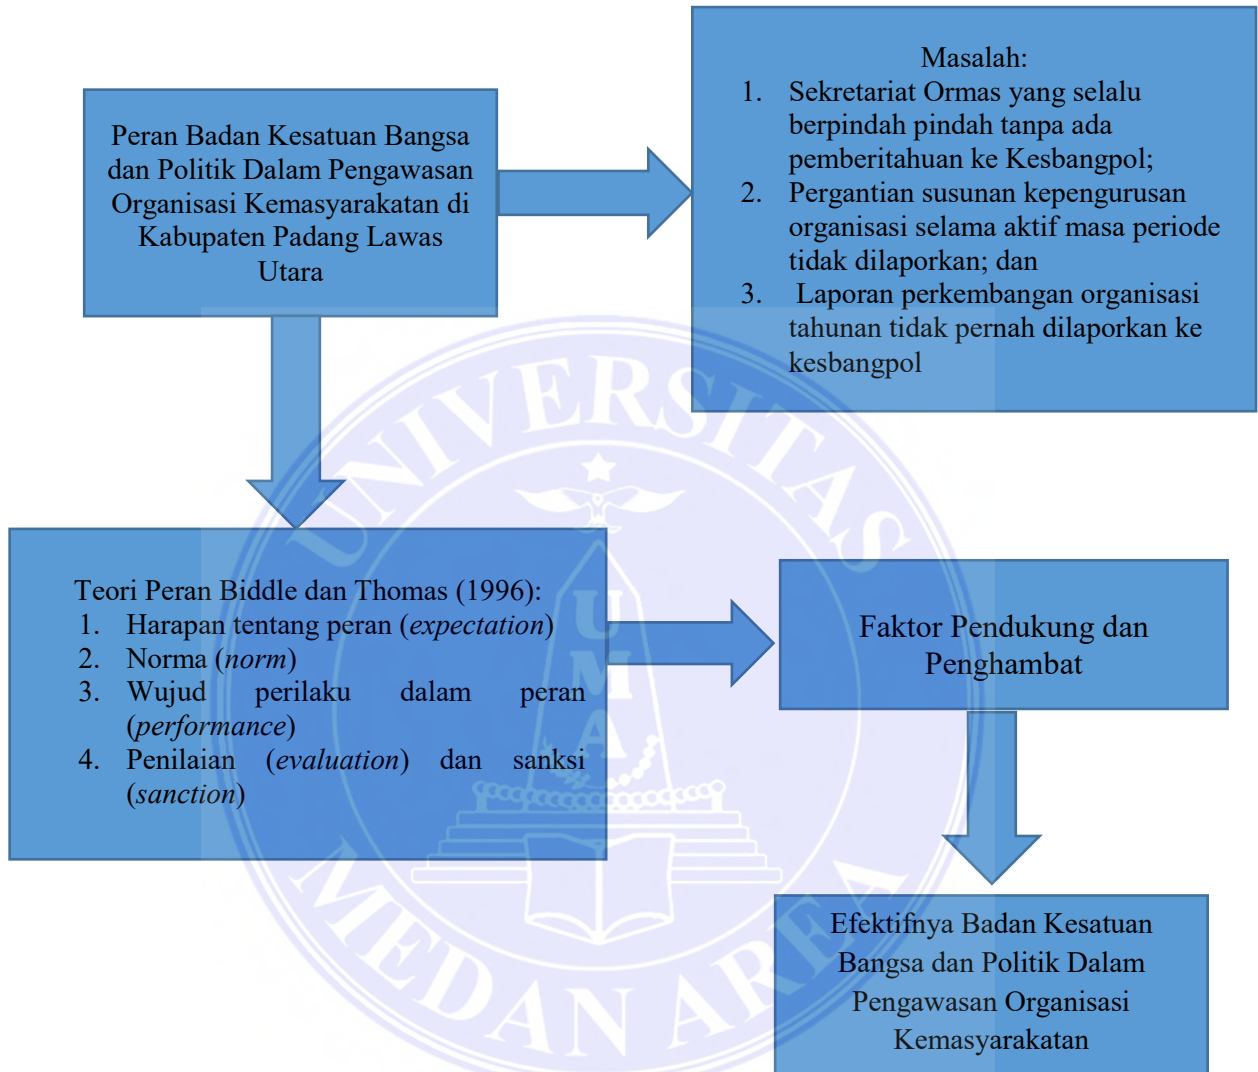 Peran Badan Kesatuan Bangsa
dan Politik Dalam Pengawasan
Organisasi Kemasyarakatan di
Kabupaten Padang Lawas
Utara
Masalah:
1. Sekretariat Ormas yang selalu
berpindah pindah tanpa ada
pemberitahuan ke Kesbangpol;
2. Pergantian susunan kepengurusan
organisasi selama aktif masa periode
tidak dilaporkan; dan
3. Laporan perkembangan organisasi
tahunan tidak pernah dilaporkan ke
kesbangpol
Teori Peran Biddle dan Thomas (1996):
1. Harapan tentang peran (expectation)
2. Norma (norm)
3. Wujud perilaku dalam peran
(performance)
4. Penilaian (evaluation) dan sanksi
(sanction)
Faktor Pendukung dan
Penghambat
Efektifnya Badan Kesatuan
Bangsa dan Politik Dalam
Pengawasan Organisasi
Kemasyarakatan
UNIVERSITAS
U
M
A
MEDAN AREA